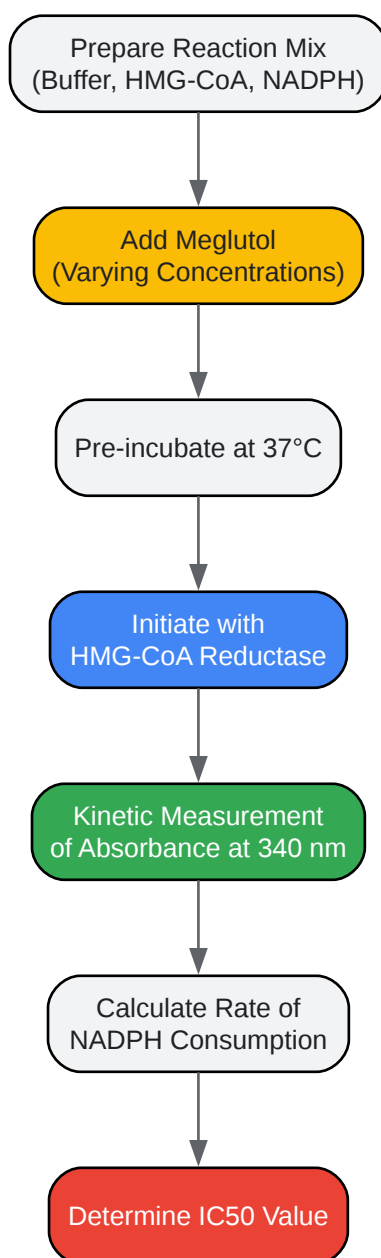 Prepare Reaction Mix
(Buffer, HMG-CoA, NADPH)
Add Meglutol
(Varying Concentrations)
Pre-incubate at 37°C
Initiate with
HMG-CoA Reductase
Kinetic Measurement
of Absorbance at 340 nm
Calculate Rate of
NADPH Consumption
Determine IC50 Value